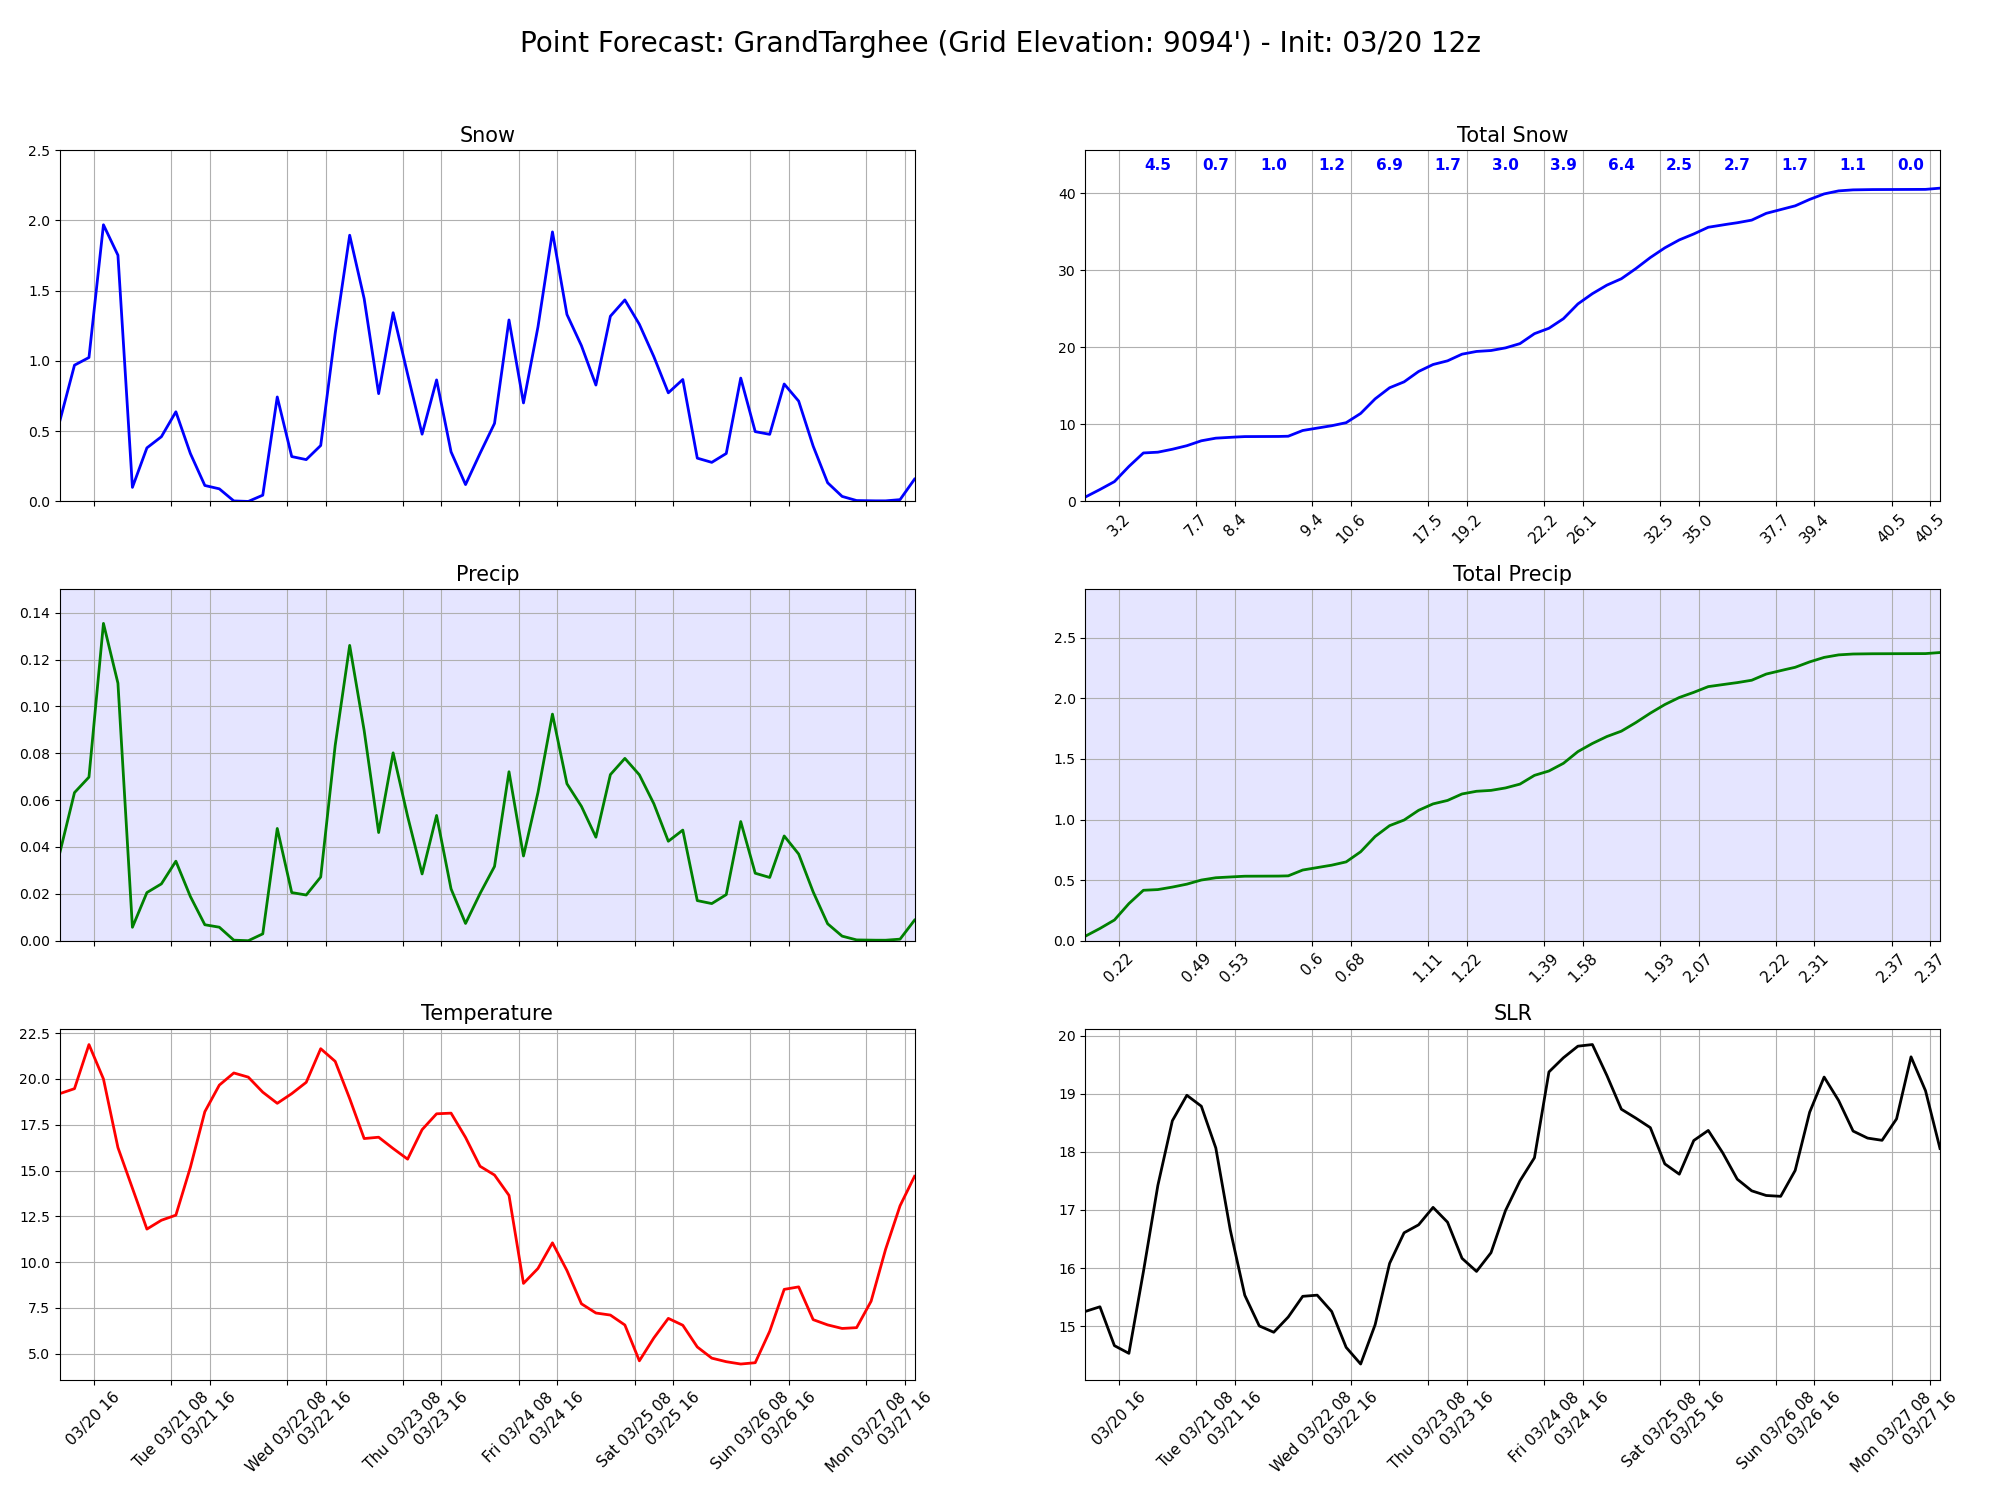 Point Forecast: GrandTarghee (Grid Elevation: 9094') - Init: 03/20 12z
Snow
2.5
2.0
1.5
1.0
0.5
0.0
Total Snow
4.5 0.7 1.0 1.2 6.9 1.7 3.0 3.9 6.4 2.5 2.7 1.7 1.1 0.0
40
30
20
10
0
3.2 7.7 8.4 9.4 10.6 17.5 19.2 22.2 26.1 32.5 35.0 37.7 39.4 40.5 40.5
Precip
0.14
0.12
0.10
0.08
0.06
0.04
0.02
0.00
Total Precip
2.5
2.0
1.5
1.0
0.5
0.0
0.22 0.49 0.53 0.6 0.68 1.11 1.22 1.39 1.58 1.93 2.07 2.22 2.31 2.37 2.37
Temperature
22.5
20.0
17.5
15.0
12.5
10.0
7.5
5.0
03/20 16
Tue 03/21 08
03/21 16
Wed 03/22 08
03/22 16
Thu 03/23 08
03/23 16
Fri 03/24 08
03/24 16
Sat 03/25 08
03/25 16
Sun 03/26 08
03/26 16
Mon 03/27 08
03/27 16
SLR
20
19
18
17
16
15
03/20 16
Tue 03/21 08
03/21 16
Wed 03/22 08
03/22 16
Thu 03/23 08
03/23 16
Fri 03/24 08
03/24 16
Sat 03/25 08
03/25 16
Sun 03/26 08
03/26 16
Mon 03/27 08
03/27 16